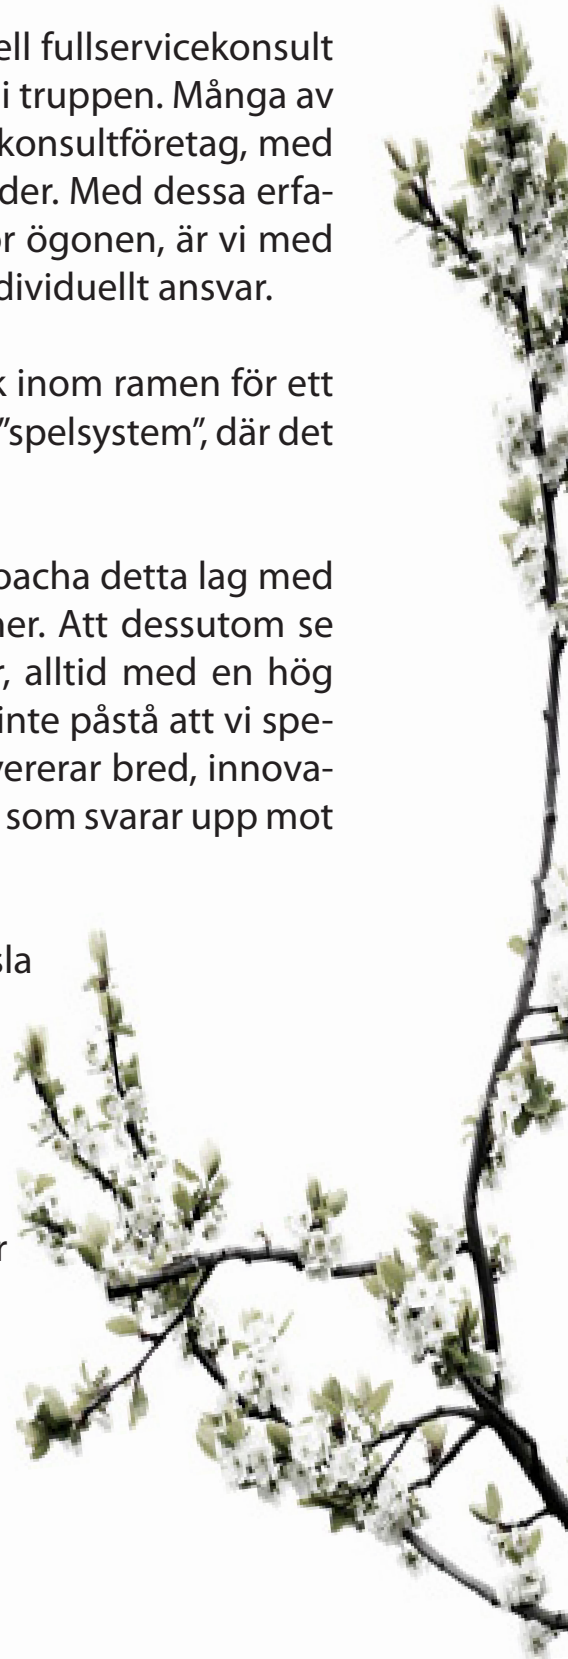 ell fullservicekonsult
i truppen. Många av
konsultföretag, med
der. Med dessa erfa-
r ögonen, är vi med
dividuellt ansvar.
k inom ramen för ett
”spelsystem”, där det
oacha detta lag med
ner. Att dessutom se
r, alltid med en hög
inte påstå att vi spe-
vererar bred, innova-
som svarar upp mot
sla
r